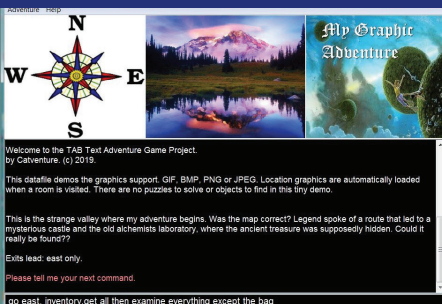 Adventure Help
N
W E
S
My Graphic
Adventure
Welcome to the TAB Text Adventure Game Project.
by Catventure. (c) 2019.
This datafile demos the graphics support. GIF, BMP, PNG or JPEG. Location graphics are automatically loaded
when a room is visited. There are no puzzles to solve or objects to find in this tiny demo.
This is the strange valley where my adventure begins. Was the map correct? Legend spoke of a route that led to a
mysterious castle and the old alchemists laboratory, where the ancient treasure was supposedly hidden. Could it
really be found??
Exits lead: east only.
Please tell me your next command.
go east, inventory,get all then examine everything except the bag